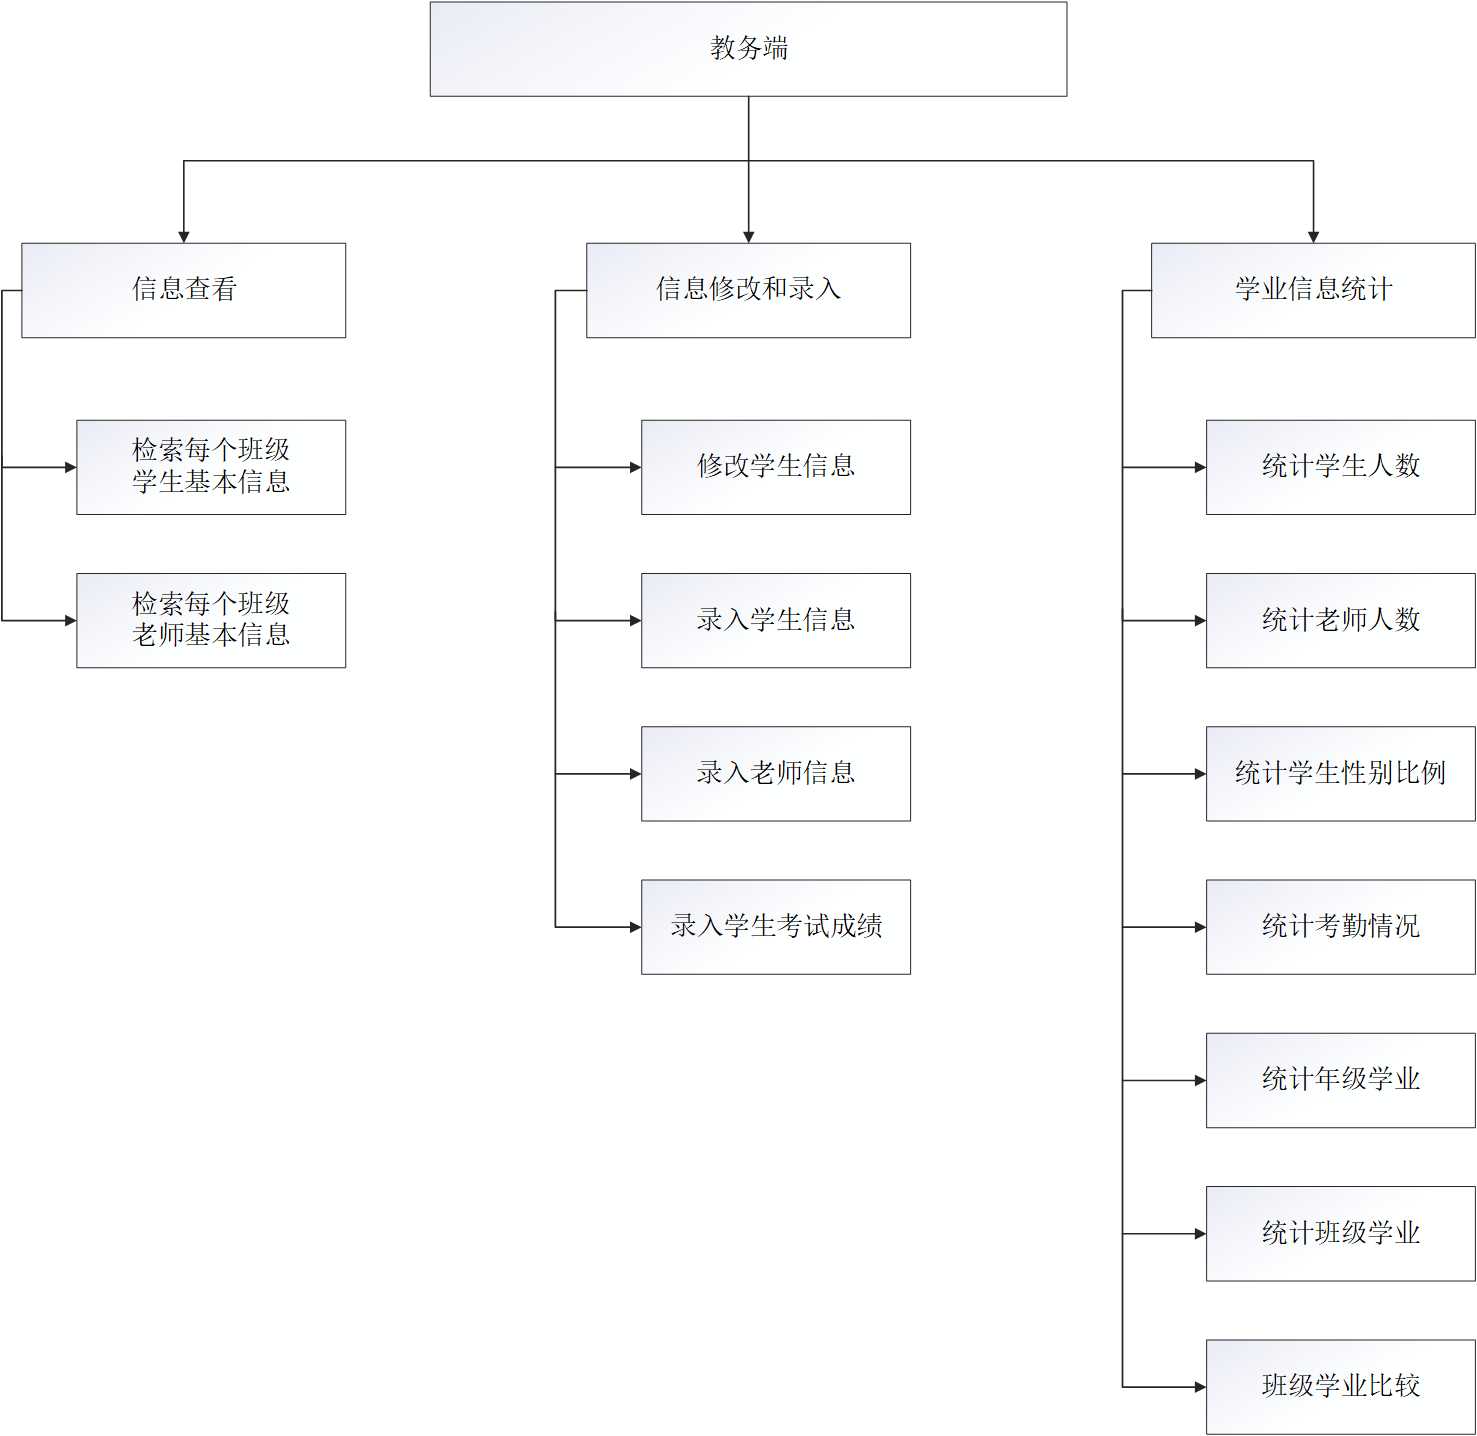 教务端
信息查看
检索每个班级
学生基本信息
检索每个班级
老师基本信息
信息修改和录入
修改学生信息
录入学生信息
录入老师信息
录入学生考试成绩
学业信息统计
统计学生人数
统计老师人数
统计学生性别比例
统计考勤情况
统计年级学业
统计班级学业
班级学业比较